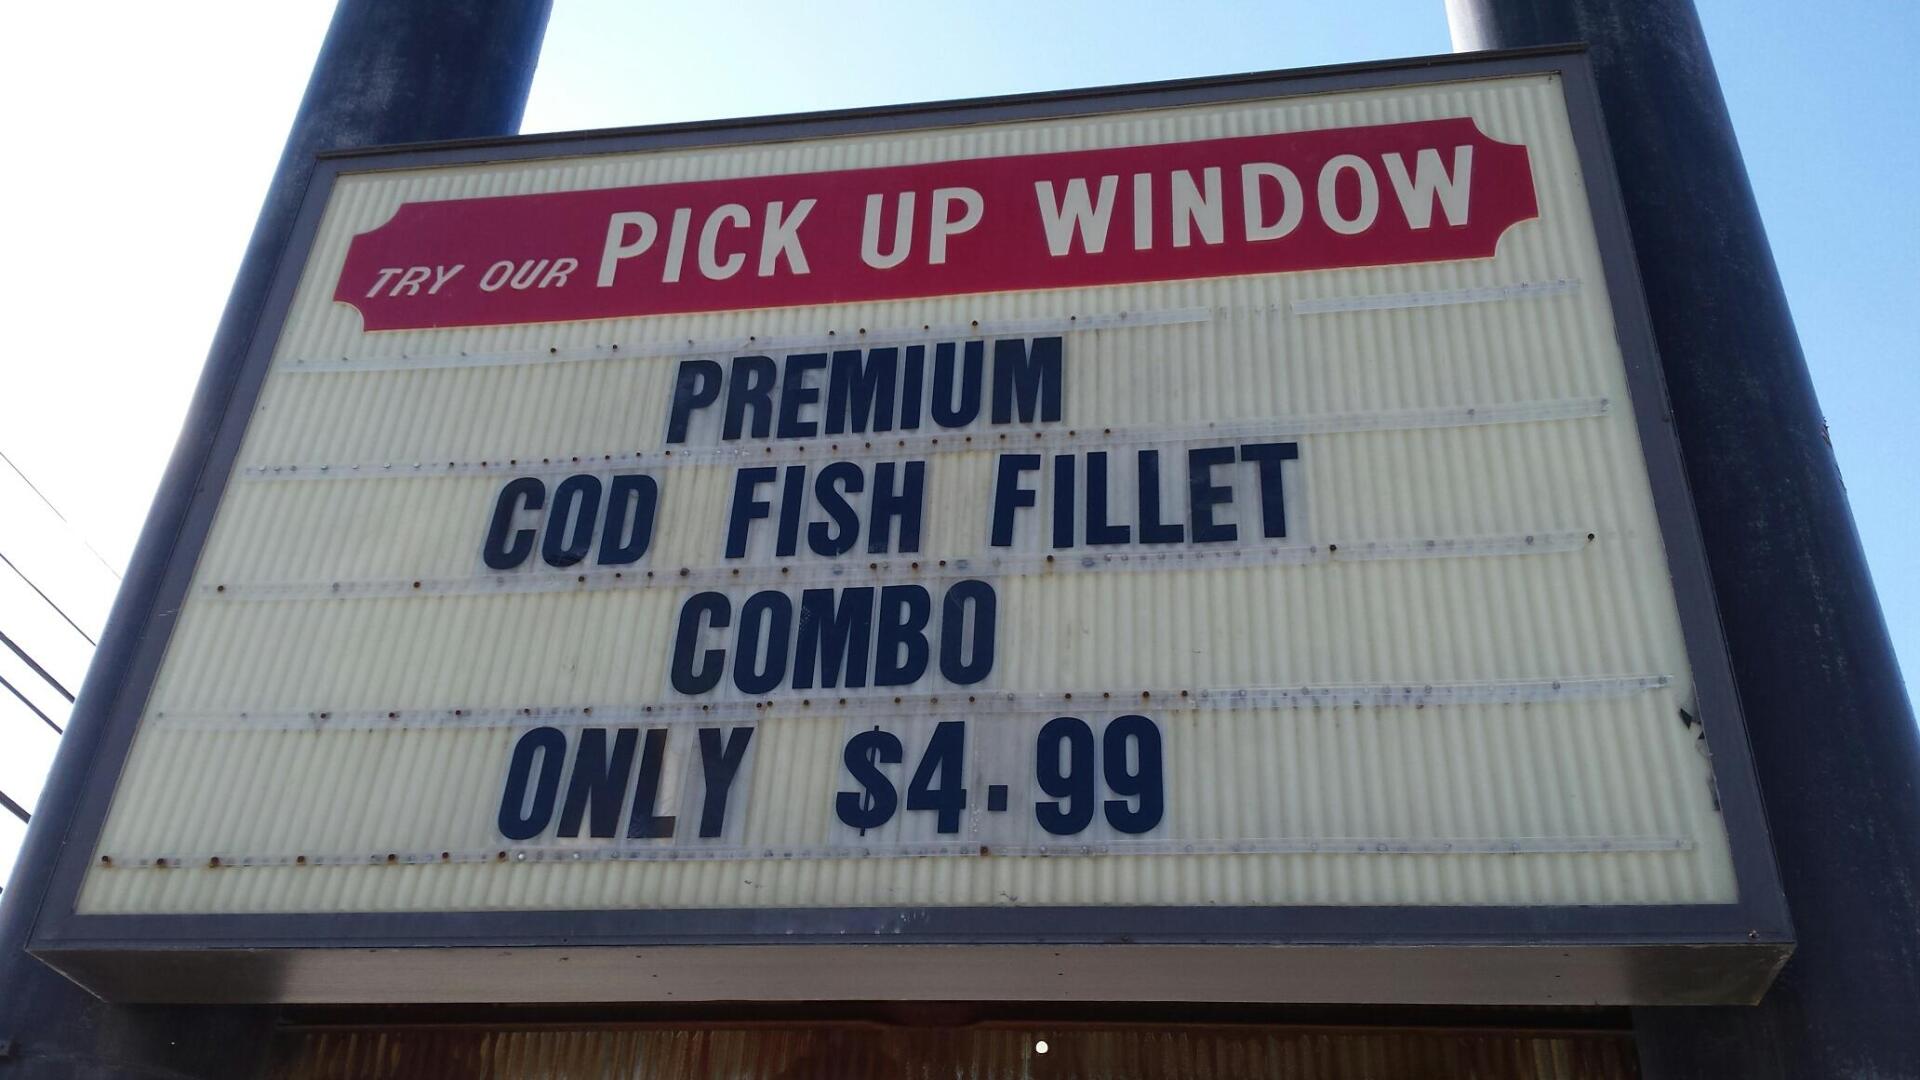 TRY OUR PICK UP WINDOW
PREMIUM
COD FISH FILLET
COMBO
ONLY $4.99